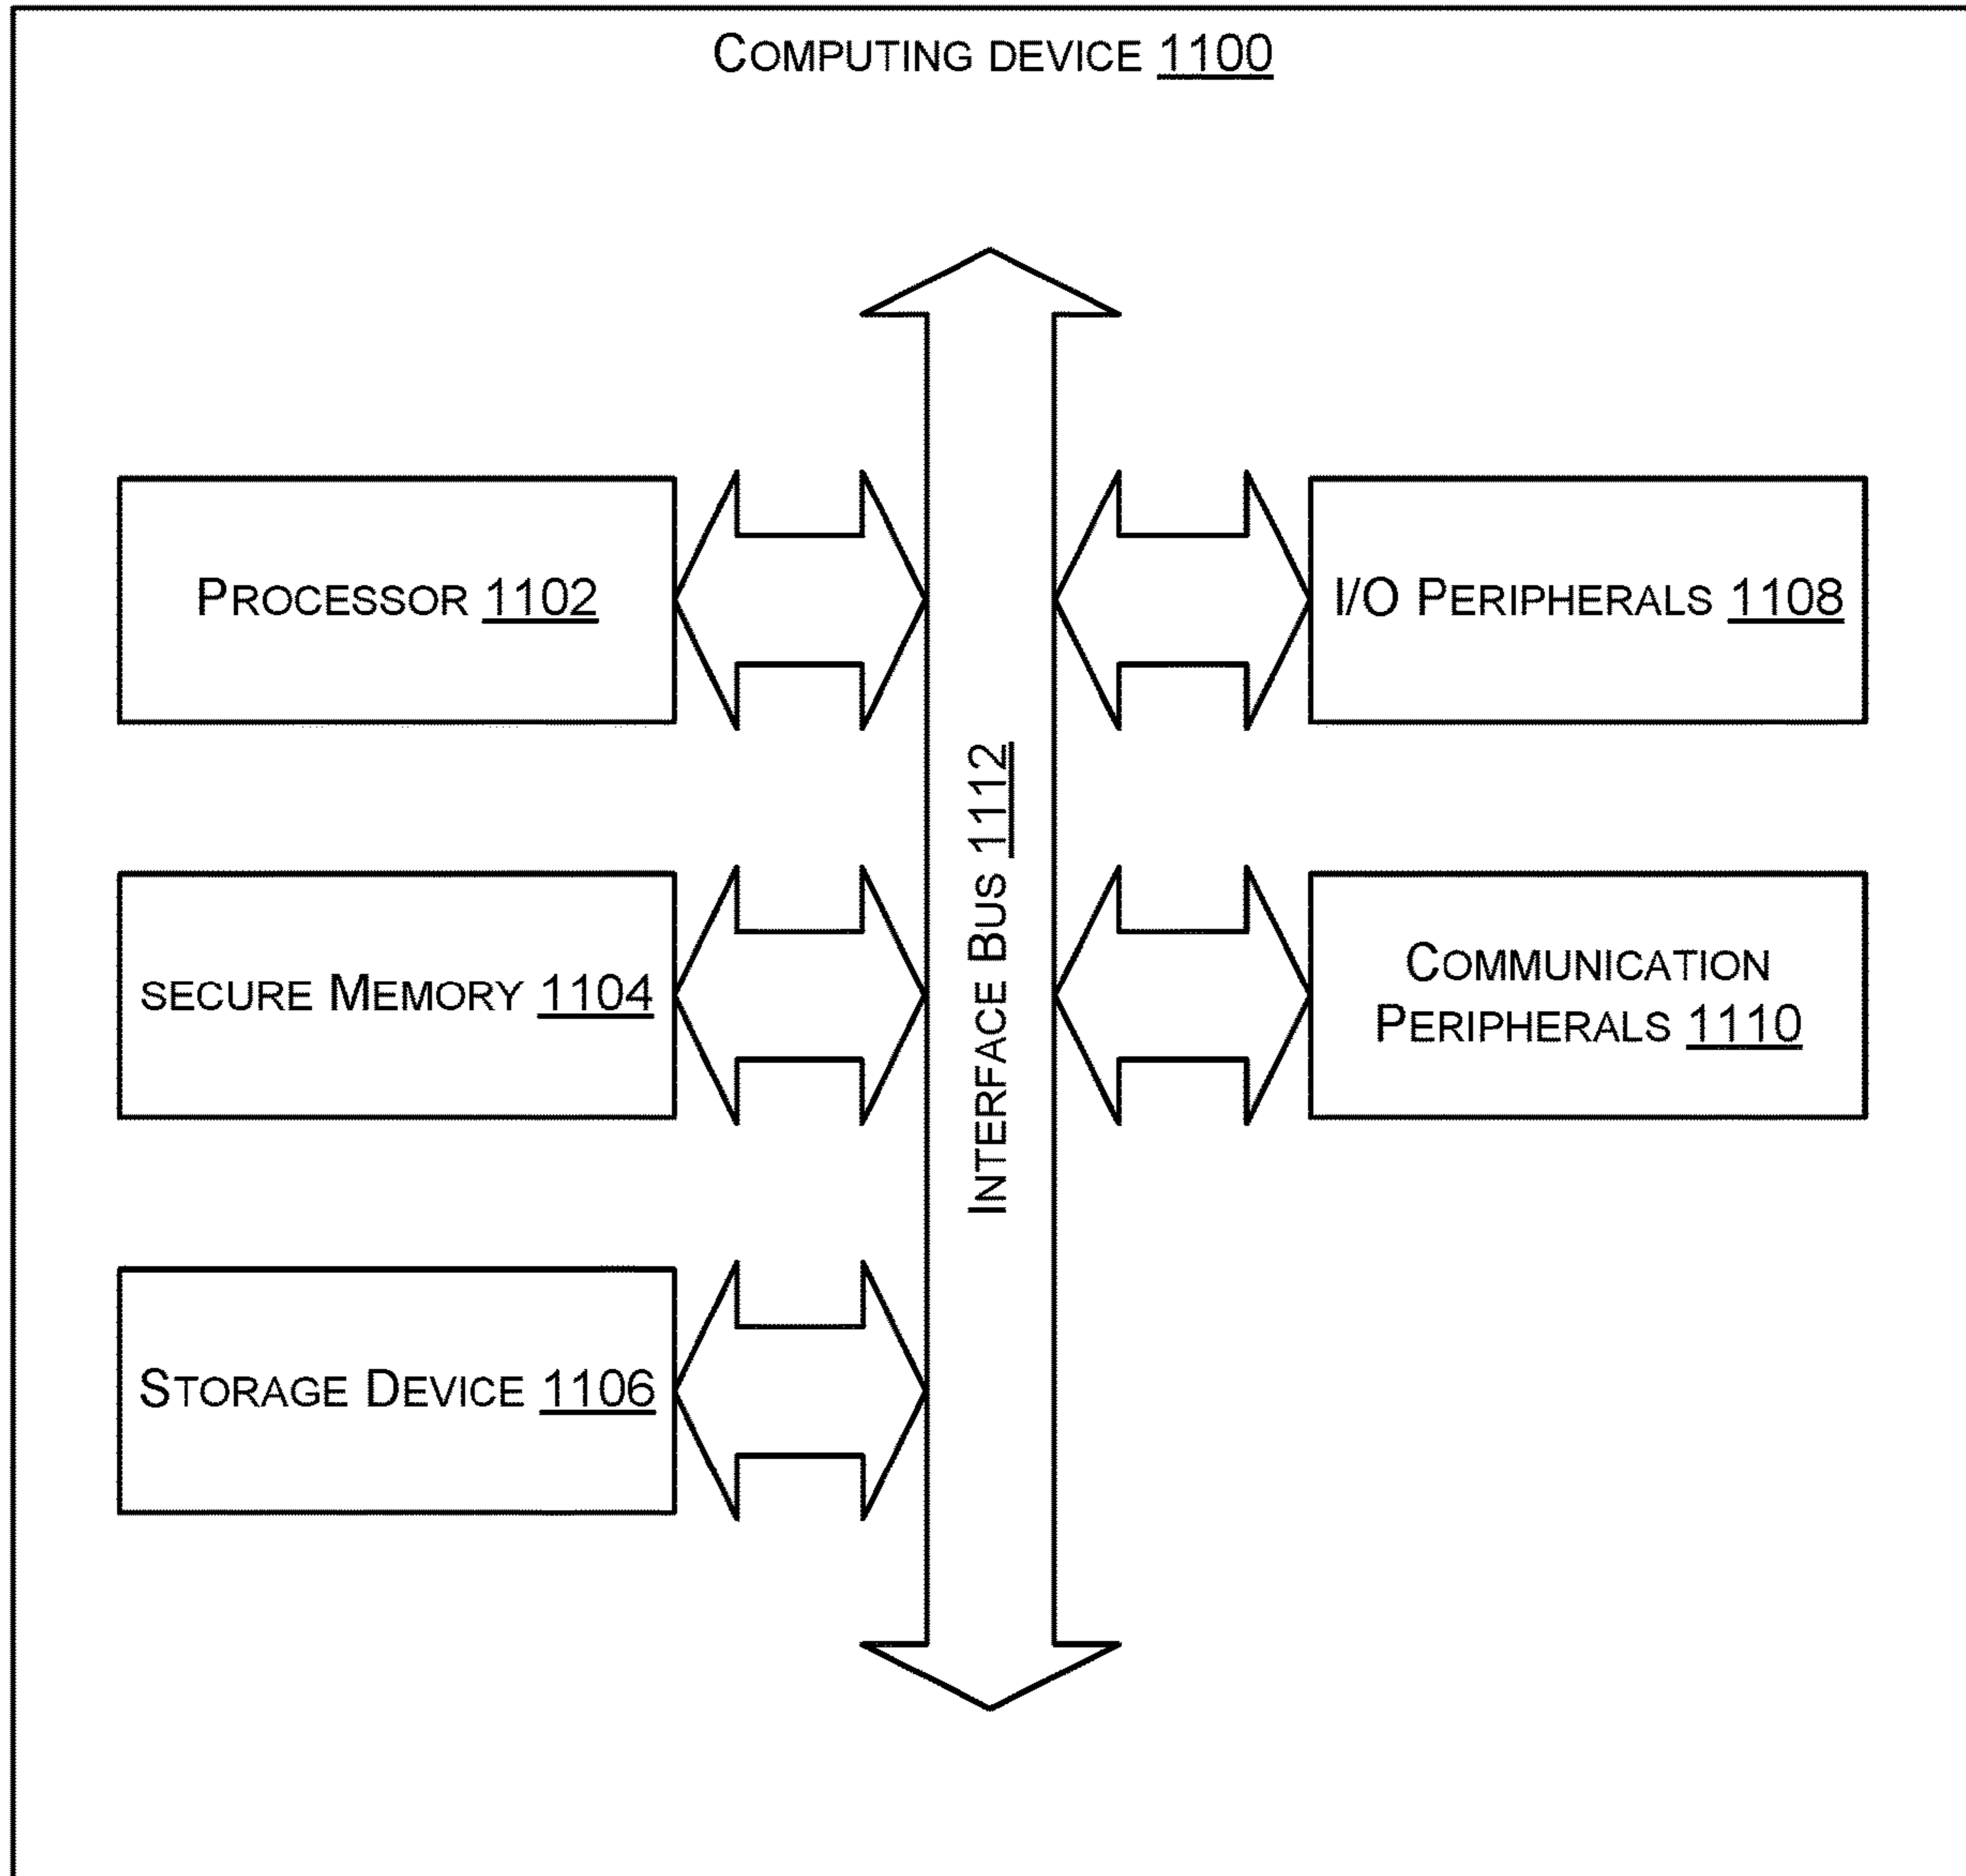 COMPUTING DEVICE 1100
PROCESSOR 1102
I/O PERIPHERALS 1108
INTERFACE BUS 1112
SECURE MEMORY 1104
COMMUNICATION
PERIPHERALS 1110
STORAGE DEVICE 1106